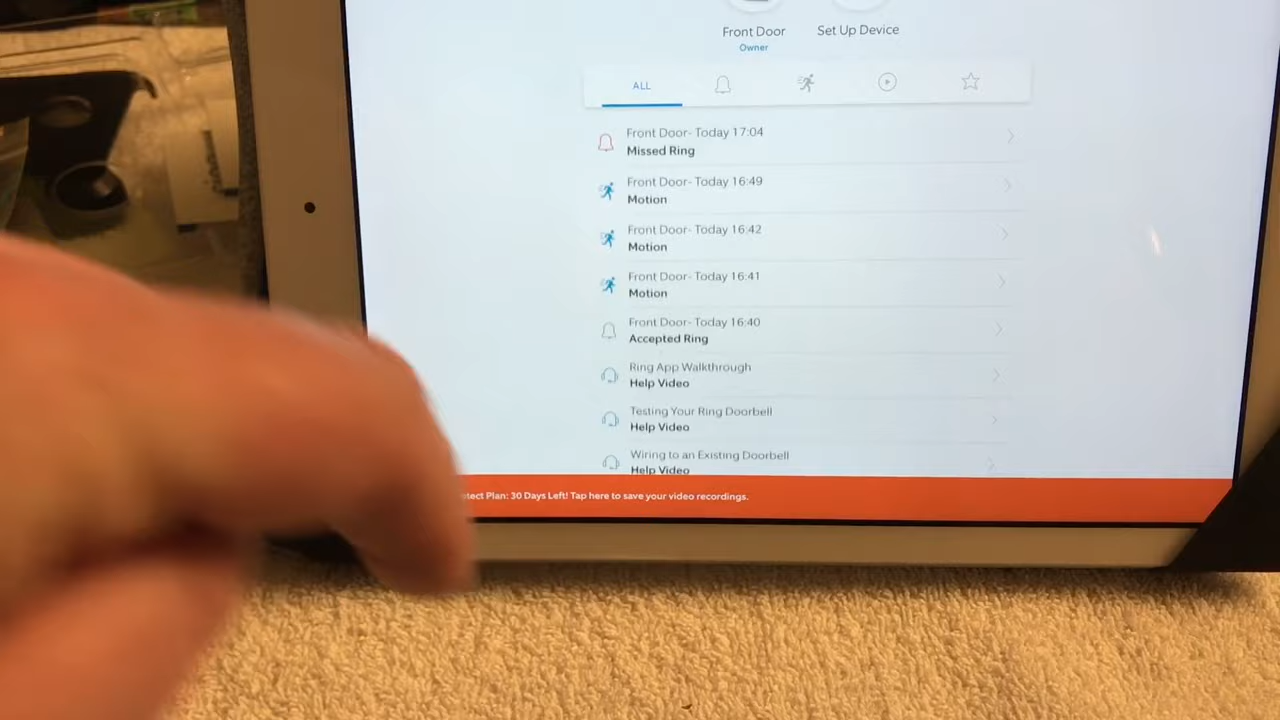 Front Door
Set Up Device
Owner
ALL
Front Door- Today 17:04
Missed Ring
Front Door- Today 16:49
Motion
Front Door- Today 16:42
Motion
Front Door- Today 16:41
Motion
Front Door- Today 16:40
Accepted Ring
Ring App Walkthrough
Help Video
Testing Your Ring Doorbell
Help Video
Wiring to an Existing Doorbell
Help Video
Plan: 30 Days Left! Tap here to save your video recordings.